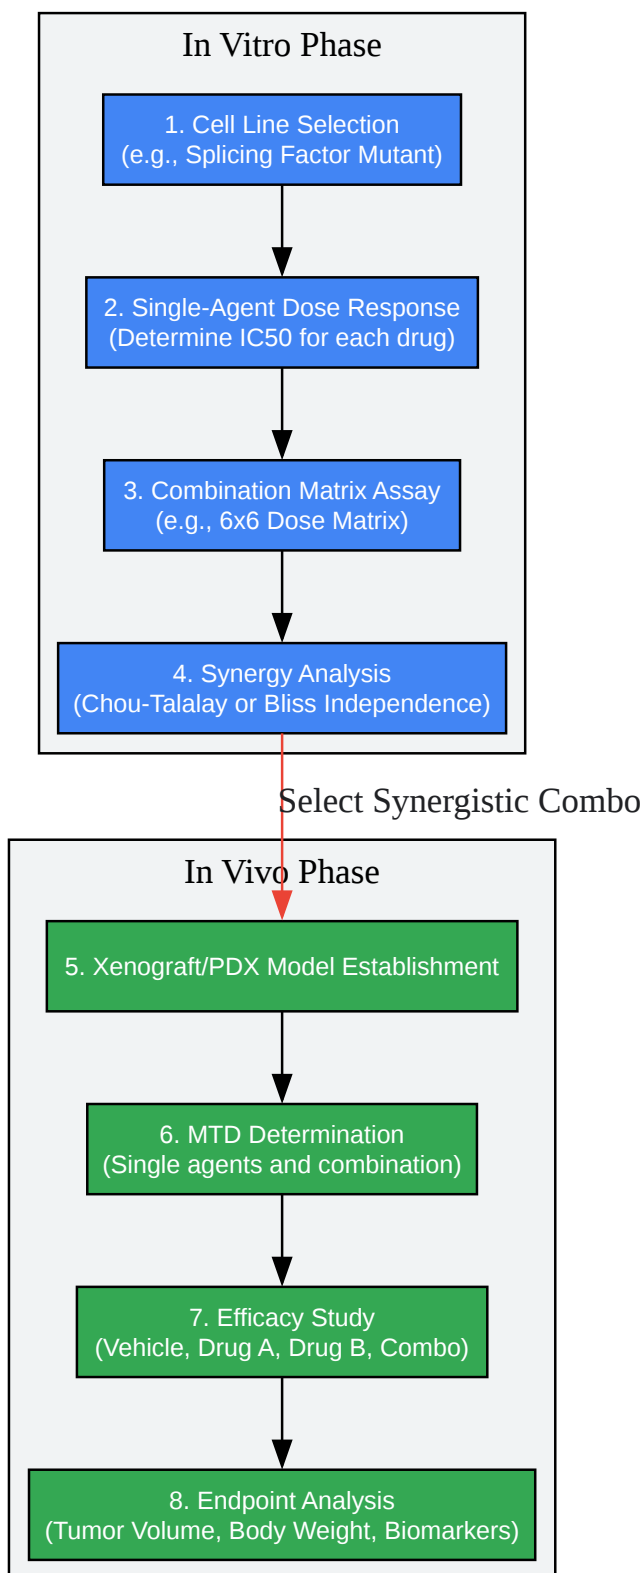 In Vitro Phase
1. Cell Line Selection
(e.g., Splicing Factor Mutant)
2. Single-Agent Dose Response
(Determine IC50 for each drug)
3. Combination Matrix Assay
(e.g., 6x6 Dose Matrix)
4. Synergy Analysis
(Chou-Talalay or Bliss Independence)
Select Synergistic Combo
In Vivo Phase
5. Xenograft/PDX Model Establishment
6. MTD Determination
(Single agents and combination)
7. Efficacy Study
(Vehicle, Drug A, Drug B, Combo)
8. Endpoint Analysis
(Tumor Volume, Body Weight, Biomarkers)